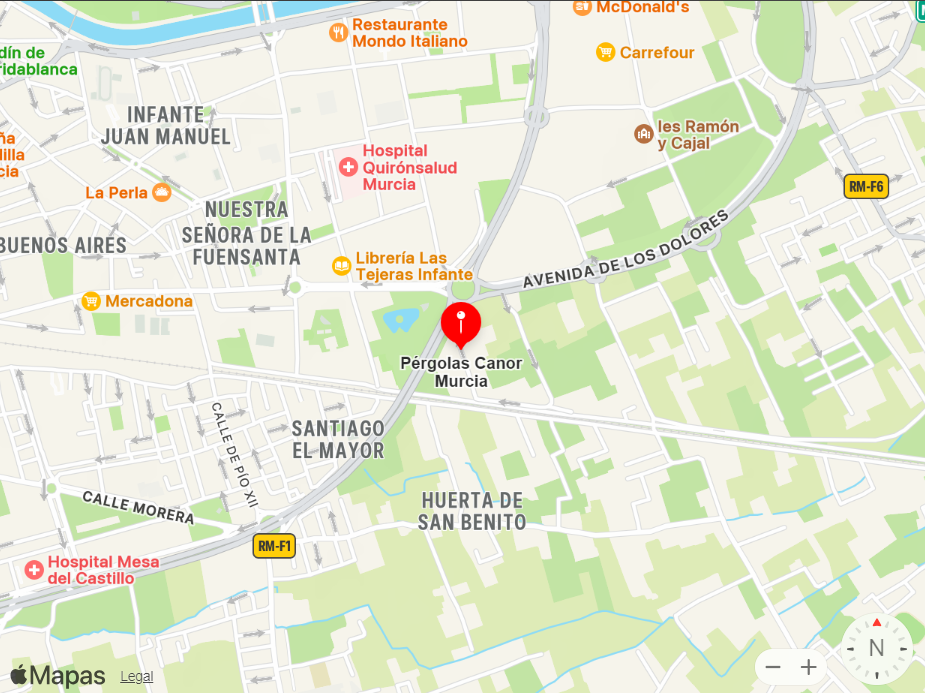 McDonald's
Restaurante
Mondo Italiano
Carrefour
dín de
ridablanca
INFANTE
JUAN MANUEL
Ies Ramón
y Cajal
ña
lilla
cia
Hospital
Quirónsalud
Murcia
La Perla
RM-F6
NUESTRA
SEÑORA DE LA
FUENSANTA
BUENOS AIRES
AVENIDA DE LOS DOLORES
Librería Las
Tejeras Infante
Mercadona
Pérgolas Canor
Murcia
CALLE DE PÍO XII
SANTIAGO
EL MAYOR
CALLE MORERA
HUERTA DE
SAN BENITO
RM-F1
Hospital Mesa
del Castillo
N
Mapas
Legal